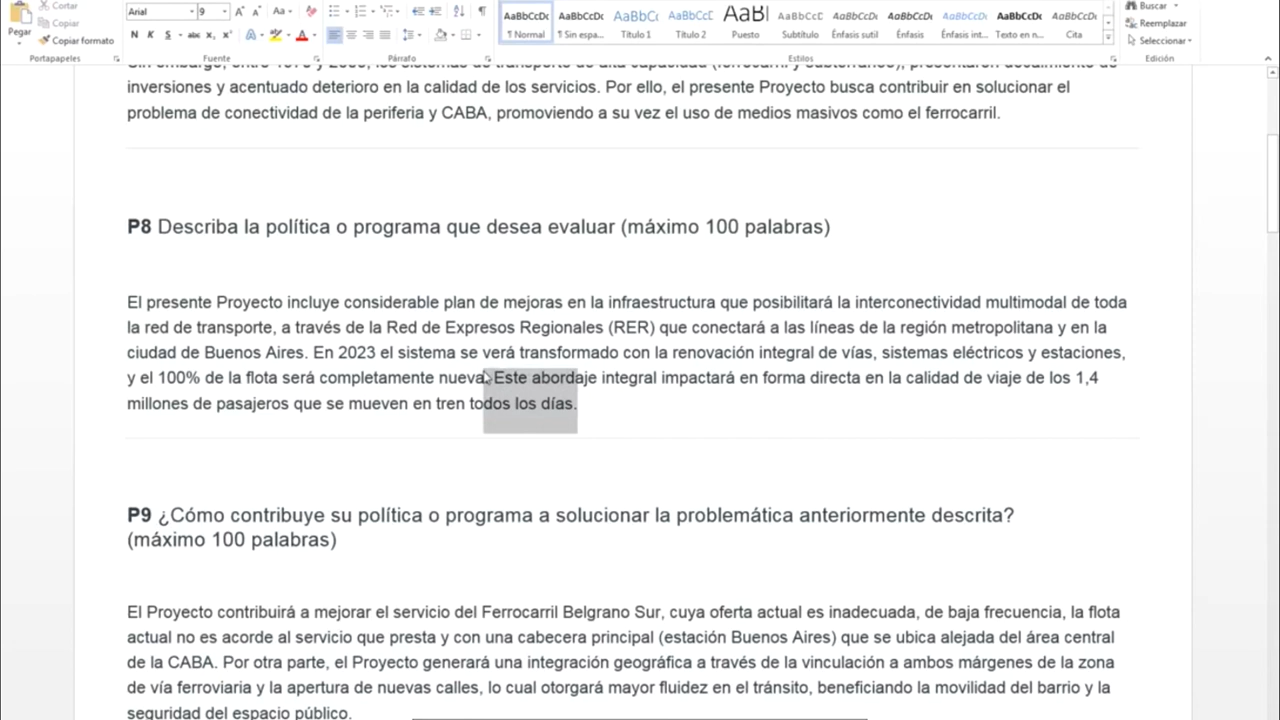 Cortar
Copiar
Pegar
Copiar formato
Portapapeles
Arial
9
Fuente
Párrafo
AaBbCcDc
¶ Normal
AaBbCcDc
¶ Sin espa...
AaBbCc
Título 1
AaBbCcC
Título 2
AaB
Puesto
AaBbCcC
Subtítulo
AaBbCcDc
Énfasis sutil
AaBbCcDc
Énfasis
AaBbCcDc
Énfasis int...
AaBbCcDc
Texto en n...
AaBbCcDc
Cita
Estilos
Buscar
Reemplazar
Seleccionar
Edición
inversiones y acentuado deterioro en la calidad de los servicios. Por ello, el presente Proyecto busca contribuir en solucionar el
problema de conectividad de la periferia y CABA, promoviendo a su vez el uso de medios masivos como el ferrocarril.
P8 Describa la política o programa que desea evaluar (máximo 100 palabras)
El presente Proyecto incluye considerable plan de mejoras en la infraestructura que posibilitará la interconectividad multimodal de toda
la red de transporte, a través de la Red de Expresos Regionales (RER) que conectará a las líneas de la región metropolitana y en la
ciudad de Buenos Aires. En 2023 el sistema se verá transformado con la renovación integral de vías, sistemas eléctricos y estaciones,
y el 100% de la flota será completamente nueva. Este abordaje integral impactará en forma directa en la calidad de viaje de los 1,4
millones de pasajeros que se mueven en tren todos los días.
P9 ¿Cómo contribuye su política o programa a solucionar la problemática anteriormente descrita?
(máximo 100 palabras)
El Proyecto contribuirá a mejorar el servicio del Ferrocarril Belgrano Sur, cuya oferta actual es inadecuada, de baja frecuencia, la flota
actual no es acorde al servicio que presta y con una cabecera principal (estación Buenos Aires) que se ubica alejada del área central
de la CABA. Por otra parte, el Proyecto generará una integración geográfica a través de la vinculación a ambos márgenes de la zona
de vía ferroviaria y la apertura de nuevas calles, lo cual otorgará mayor fluidez en el tránsito, beneficiando la movilidad del barrio y la
seguridad del espacio público.